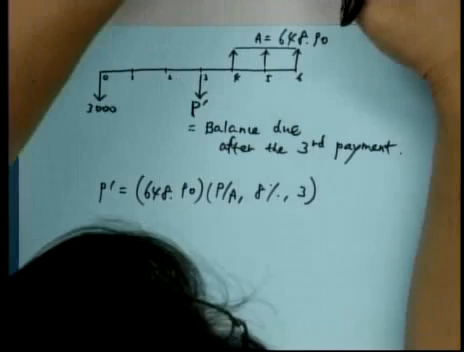 A = 648.90
0 1 2 3 4 5 6
3000
P'
= Balance due
after the 3rd payment.
P' = (648.90)(P/A, 8%, 3)